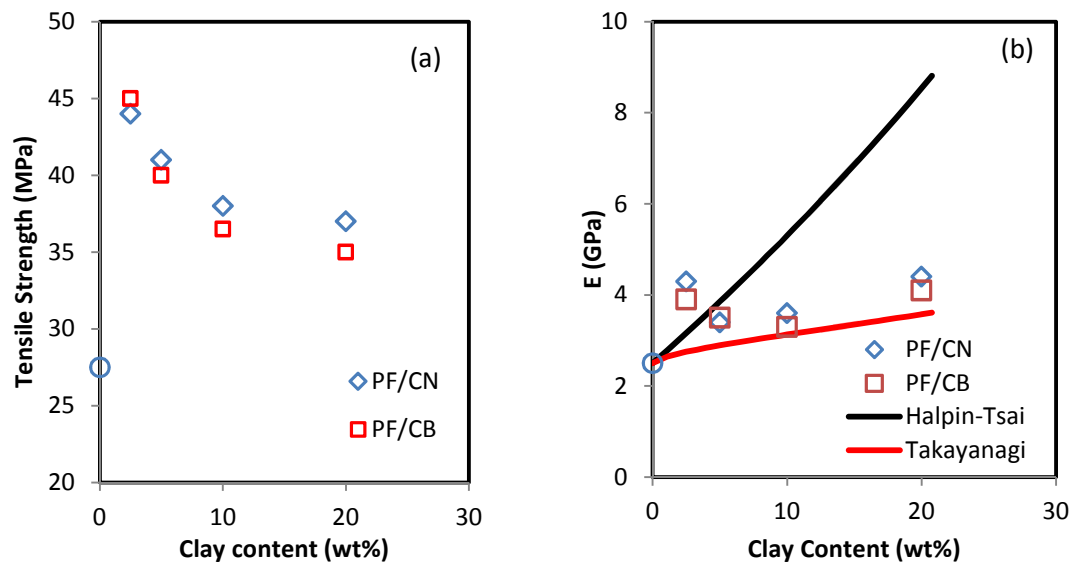 50
45
40
35
30
25
20
Tensile Strength (MPa)
(a)
PF/CN
PF/CB
0
10
20
30
Clay content (wt%)
10
8
6
4
2
0
E (GPa)
(b)
PF/CN
PF/CB
Halpin-Tsai
Takayanagi
0
10
20
30
Clay Content (wt%)